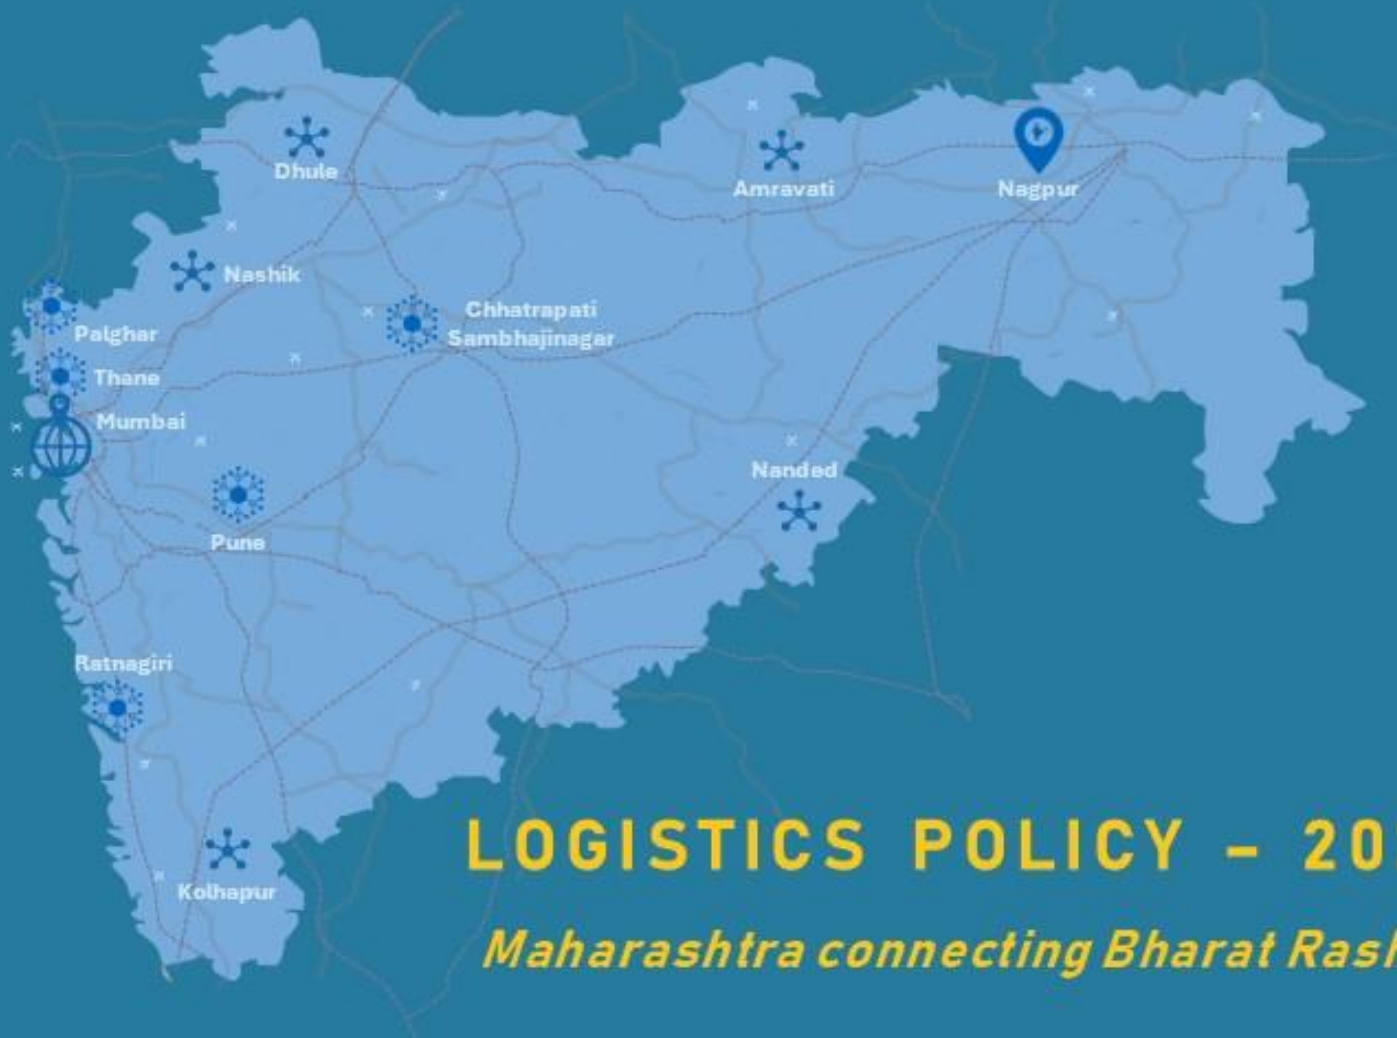 Dhule
Amravati
Nagpur
Nashik
Chhatrapati
Sambhajinagar
Palghar
Thane
Mumbai
Nanded
Pune
Ratnagiri
Kolhapur
LOGISTICS POLICY – 20
Maharashtra connecting Bharat Rash